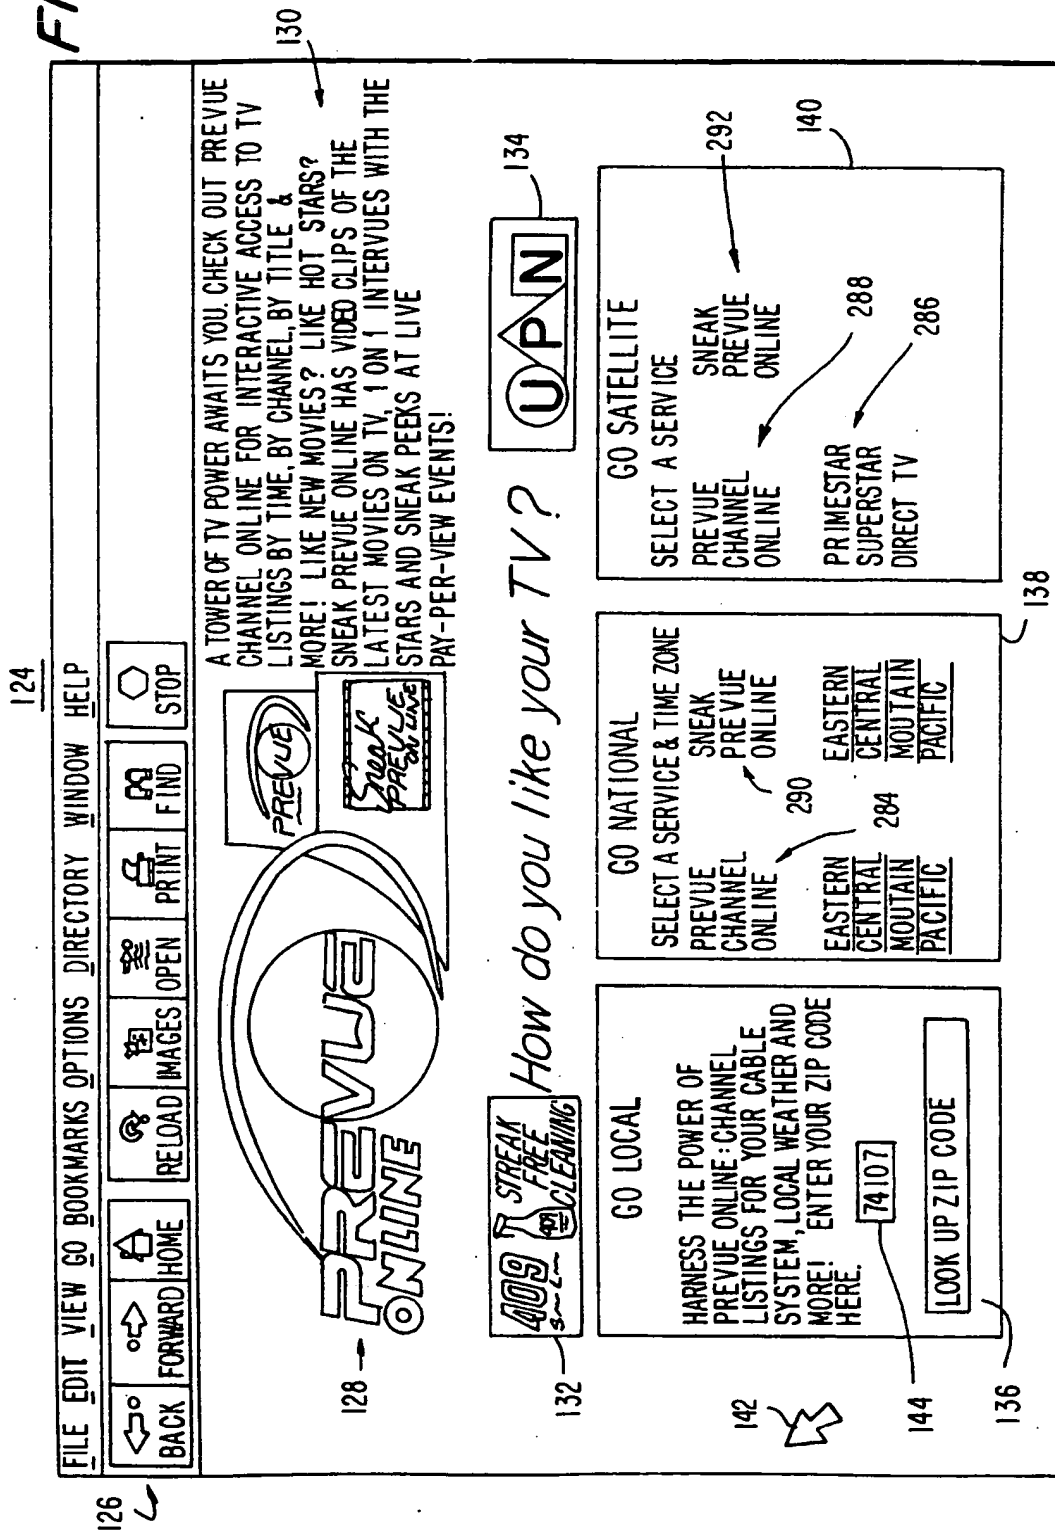 FI
124
FILE EDIT VIEW GO BOOKMARKS OPTIONS DIRECTORY WINDOW HELP
126
BACK FORWARD HOME RELOAD IMAGES OPEN PRINT FIND STOP
128
PREVUE
ONLINE
PREVUE
Sneak
PREVUE
ON LINE
A TOWER OF TV POWER AWAITS YOU. CHECK OUT PREVUE
CHANNEL ONLINE FOR INTERACTIVE ACCESS TO TV
LISTINGS BY TIME, BY CHANNEL, BY TITLE &
MORE! LIKE NEW MOVIES? LIKE HOT STARS?
SNEAK PREVUE ONLINE HAS VIDEO CLIPS OF THE
LATEST MOVIES ON TV, 1 ON 1 INTERVUES WITH THE
STARS AND SNEAK PEEKS AT LIVE
PAY-PER-VIEW EVENTS!
130
132
409
STREAK
FREE
CLEANING
409
How do you like your TV?
UPN
134
142
144
136
GO LOCAL
HARNESS THE POWER OF
PREVUE ONLINE: CHANNEL
LISTINGS FOR YOUR CABLE
SYSTEM, LOCAL WEATHER AND
MORE! ENTER YOUR ZIP CODE
HERE.
74107
LOOK UP ZIP CODE
GO NATIONAL
SELECT A SERVICE & TIME ZONE
PREVUE
CHANNEL
ONLINE
284
EASTERN
CENTRAL
MOUTAIN
PACIFIC
SNEAK
PREVUE
ONLINE
290
EASTERN
CENTRAL
MOUTAIN
PACIFIC
138
GO SATELLITE
SELECT A SERVICE
PREVUE
CHANNEL
ONLINE
288
SNEAK
PREVUE
ONLINE
292
PRIMESTAR
SUPERSTAR
DIRECT TV
286
140